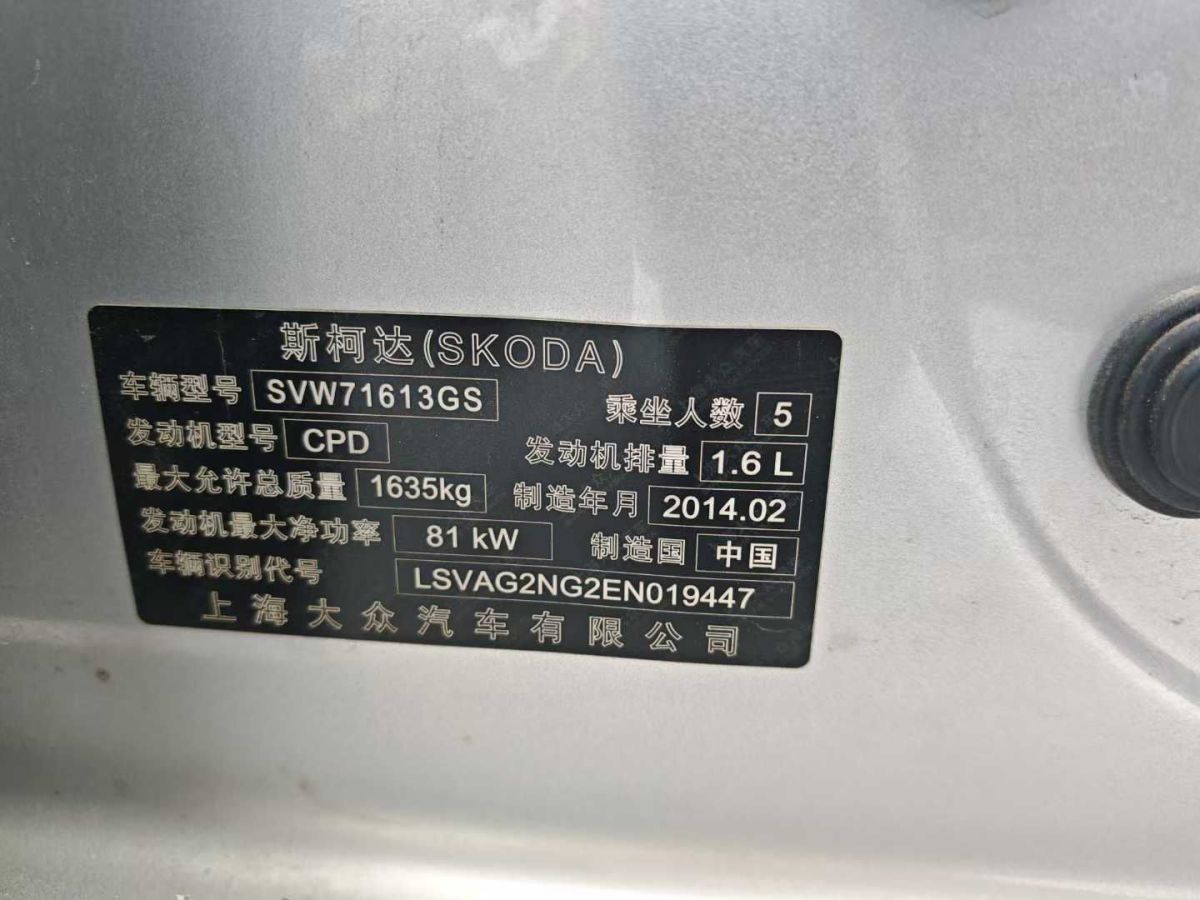 斯柯达(SKODA)
车辆型号 SVW71613GS 乘坐人数 5
发动机型号 CPD 发动机排量 1.6 L
最大允许总质量 1635kg 制造年月 2014.02
发动机最大净功率 81 kW 制造国 中国
车辆识别代号 LSVAG2NG2EN019447
上海大众汽车有限公司